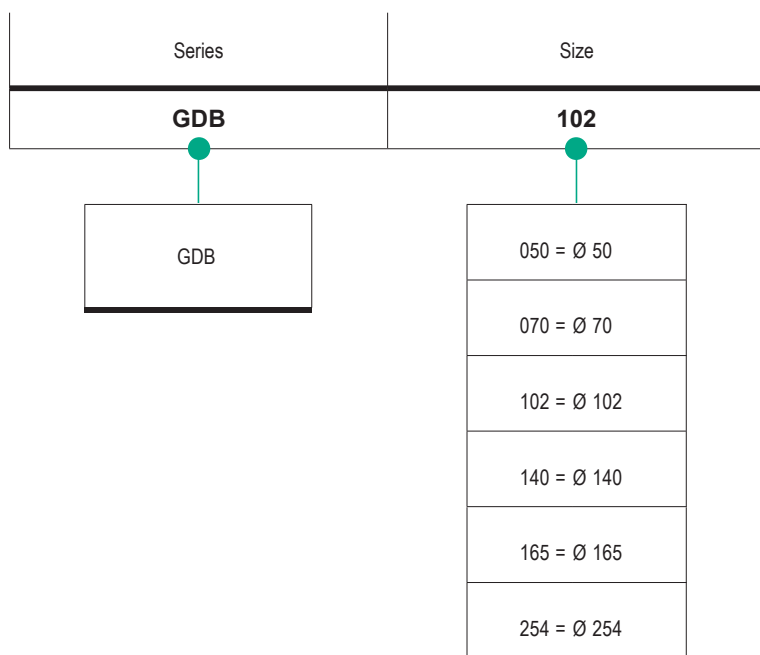 Series Size
GDB 102
GDB
050 = Ø 50
070 = Ø 70
102 = Ø 102
140 = Ø 140
165 = Ø 165
254 = Ø 254